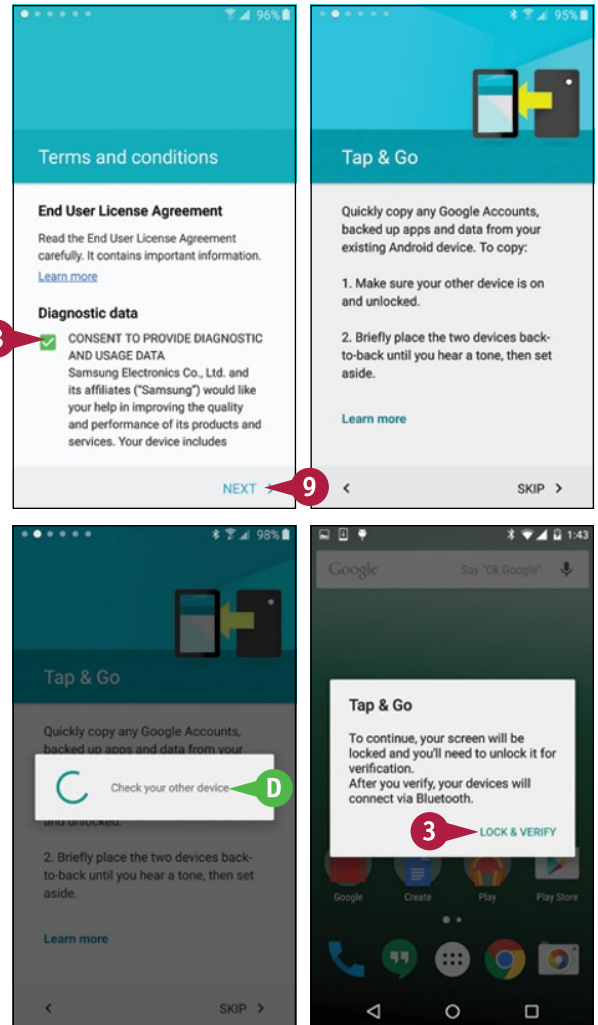 96%
Terms and conditions
End User License Agreement
Read the End User License Agreement
carefully. It contains important information.
Learn more
Diagnostic data
CONSENT TO PROVIDE DIAGNOSTIC
AND USAGE DATA
Samsung Electronics Co., Ltd. and
its affiliates ("Samsung") would like
your help in improving the quality
and performance of its products and
services. Your device includes
NEXT >
9
95%
Tap & Go
Quickly copy any Google Accounts,
backed up apps and data from your
existing Android device. To copy:
1. Make sure your other device is on
and unlocked.
2. Briefly place the two devices back-
to-back until you hear a tone, then set
aside.
Learn more
< SKIP >
98%
Tap & Go
Quickly copy any Google Accounts,
backed up apps and data from your
Check your other device
D
and unlocked.
2. Briefly place the two devices back-
to-back until you hear a tone, then set
aside.
Learn more
< SKIP >
1:43
Google Say "Ok Google"
Tap & Go
To continue, your screen will be
locked and you'll need to unlock it for
verification.
After you verify, your devices will
connect via Bluetooth.
3 LOCK & VERIFY
Google Create Play Play Store